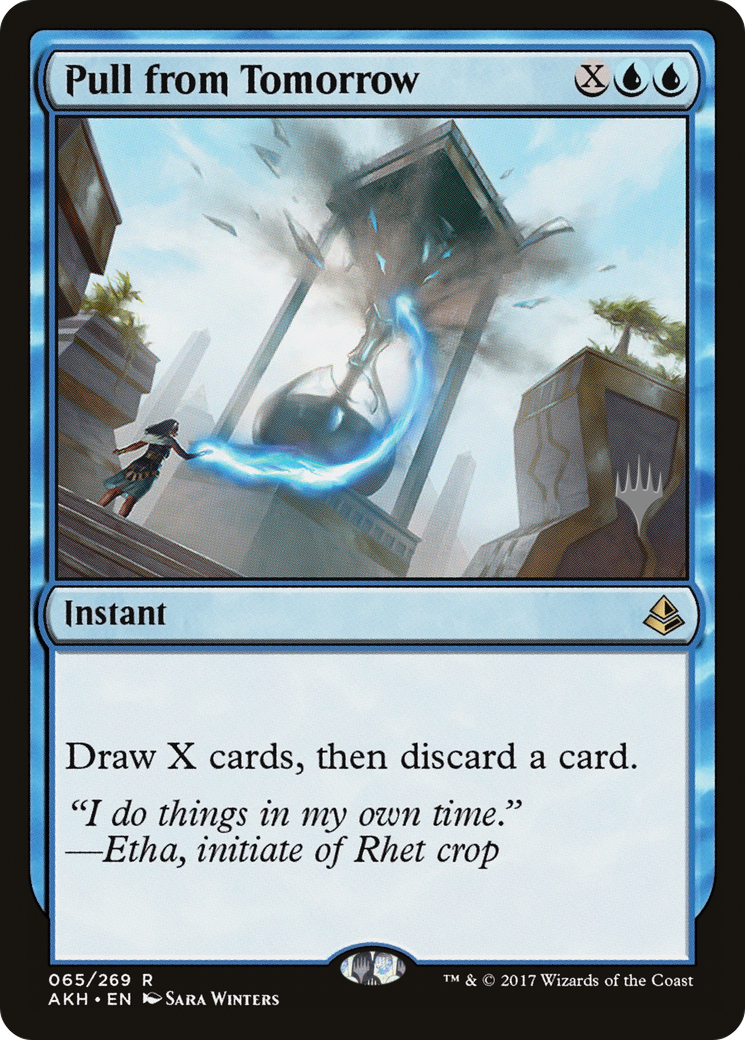 Pull from Tomorrow X
Instant
Draw X cards, then discard a card.
“I do things in my own time.”
—Etha, initiate of Rhet crop
065/269 R
AKH • EN Sara Winters
™ & © 2017 Wizards of the Coast